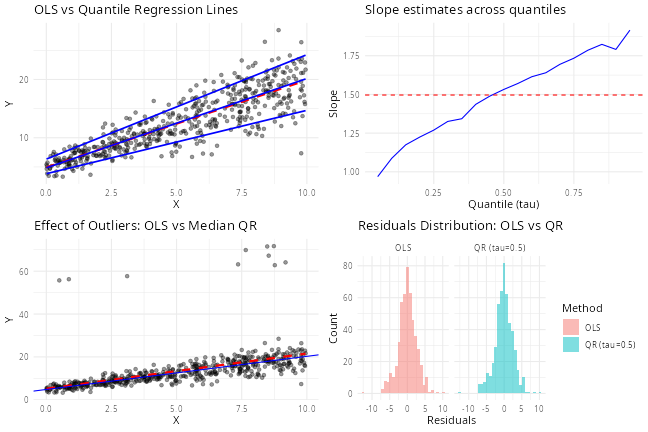 OLS vs Quantile Regression Lines
Y
20
10
0.0 2.5 5.0 7.5 10.0
X
Slope estimates across quantiles
Slope
1.75
1.50
1.25
1.00
0.25 0.50 0.75
Quantile (tau)
Effect of Outliers: OLS vs Median QR
Y
60
40
20
0
0.0 2.5 5.0 7.5 10.0
X
Residuals Distribution: OLS vs QR
OLS QR (tau=0.5)
Count
80
60
40
20
0
-10 -5 0 5 10 -10 -5 0 5 10
Residuals
Method
OLS
QR (tau=0.5)